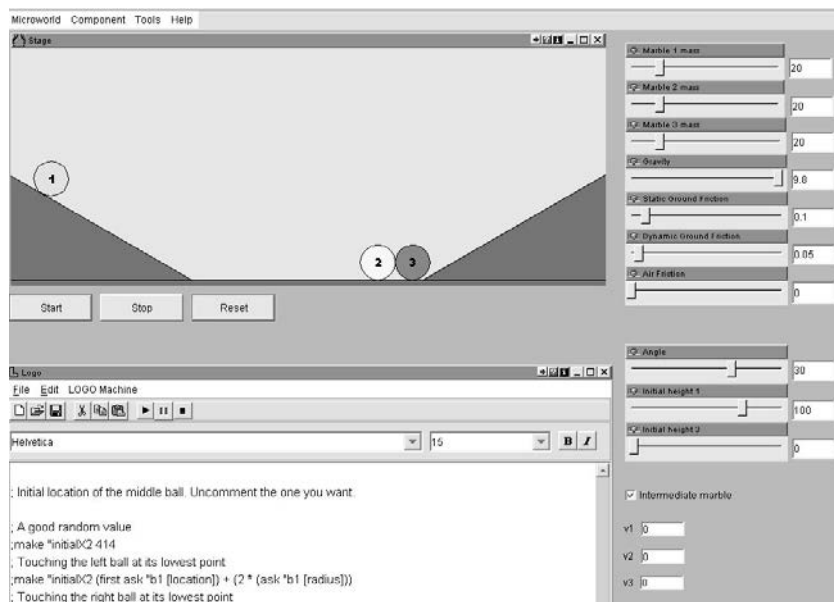 Microworld Component Tools Help
Stage
1
2 3
Start Stop Reset
Marble 1 mass
20
Marble 2 mass
20
Marble 3 mass
20
Gravity
9.8
Static Ground Friction
0.1
Dynamic Ground Friction
0.05
Air Friction
0
Angle
30
Initial height 1
100
Initial height 3
0
Intermediate marble
v1 0
v2 0
v3 0
Logo
File Edit LOGO Machine
Helvetica 15 B I
; Initial location of the middle ball. Uncomment the one you want.
; A good random value
;make "initialX2 414
; Touching the left ball at its lowest point
;make "initialX2 (first ask "b1 [location]) + (2 * (ask "b1 [radius]))
; Touching the right ball at its lowest point